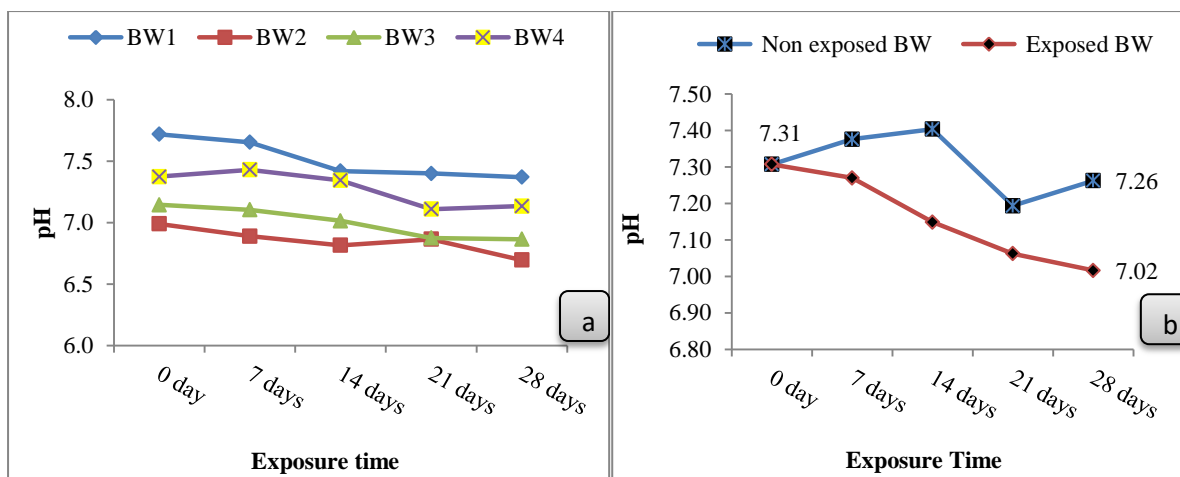 BW1 BW2 BW3 BW4
8.0
7.5
7.0
6.5
6.0
pH
0 day 7 days 14 days 21 days 28 days
Exposure time
a
Non exposed BW Exposed BW
7.50
7.40
7.30
7.20
7.10
7.00
6.90
6.80
pH
7.31
7.26
7.02
0 day 7 days 14 days 21 days 28 days
Exposure Time
b